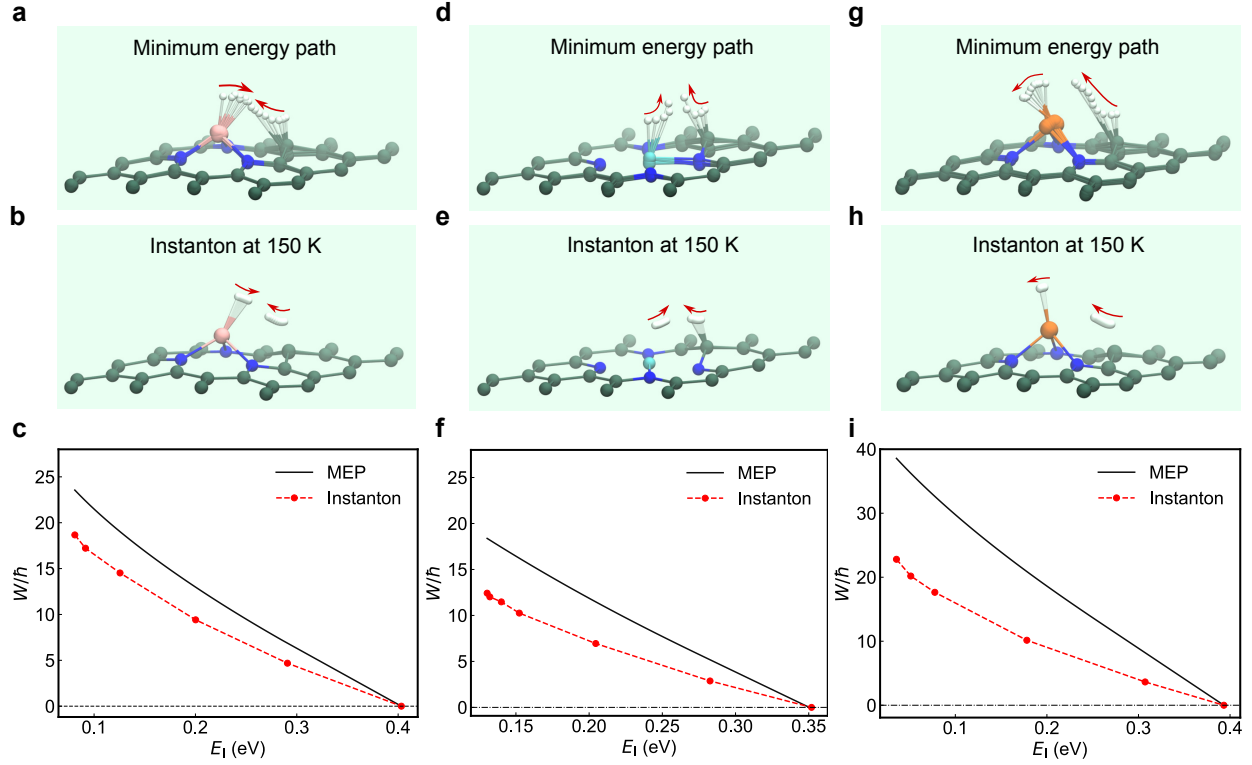 a
Minimum energy path
b
Instanton at 150 K
c
MEP
Instanton
W/ℏ
25
20
15
10
5
0
0.1
0.2
0.3
0.4
E_I (eV)
d
Minimum energy path
e
Instanton at 150 K
f
MEP
Instanton
W/ℏ
25
20
15
10
5
0
0.15
0.20
0.25
0.30
0.35
E_I (eV)
g
Minimum energy path
h
Instanton at 150 K
i
MEP
Instanton
W/ℏ
40
30
20
10
0
0.1
0.2
0.3
0.4
E_I (eV)